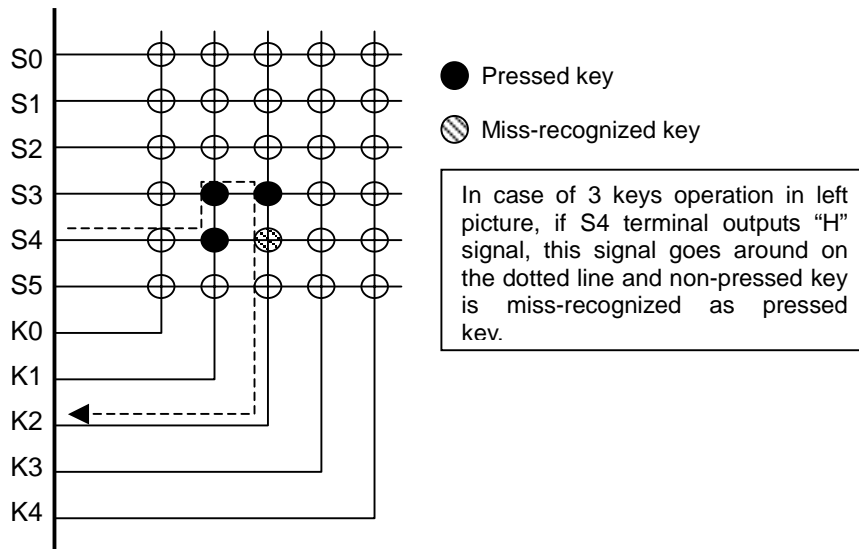 S0
S1
S2
S3
S4
S5
K0
K1
K2
K3
K4
Pressed key
Miss-recognized key
In case of 3 keys operation in left
picture, if S4 terminal outputs “H”
signal, this signal goes around on
the dotted line and non-pressed key
is miss-recognized as pressed
key.